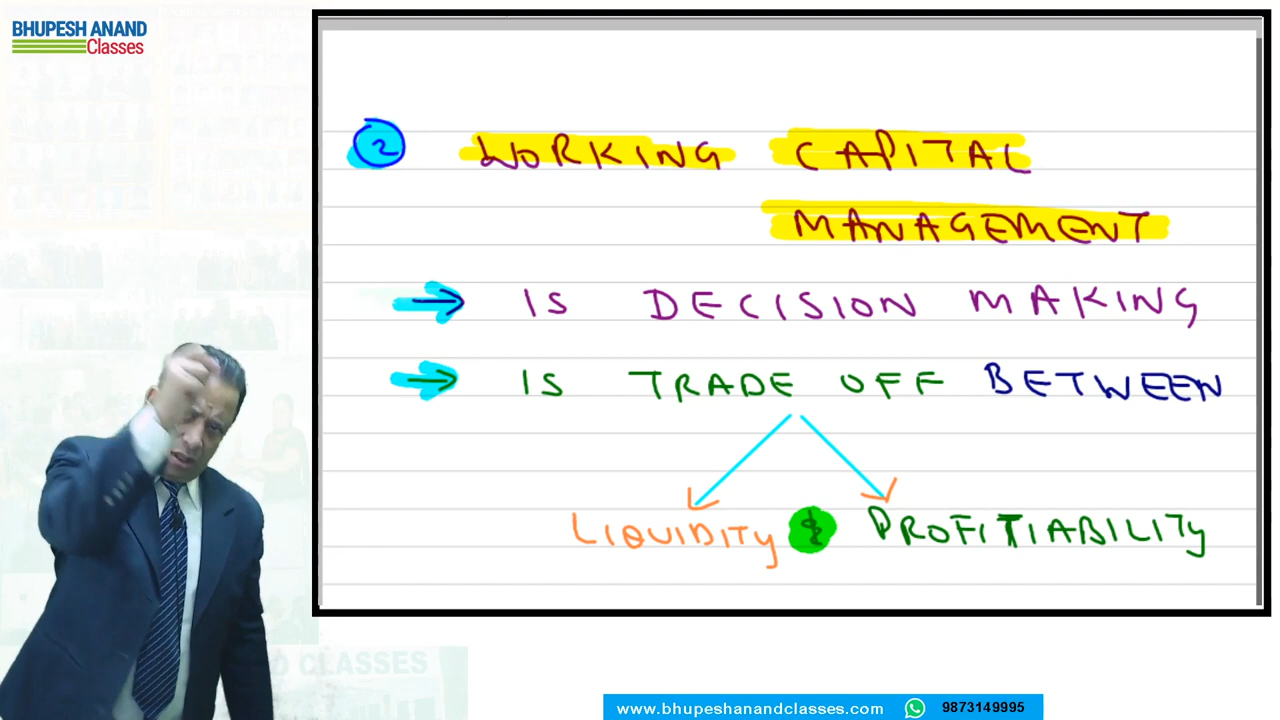 BHUPESH ANAND
Classes
2 WORKING CAPITAL
MANAGEMENT
→ IS DECISION MAKING
→ IS TRADE OFF BETWEEN
LIQUIDITy & PROFITIABILITy
D CLASSES
www.bhupeshanandclasses.com 9873149995